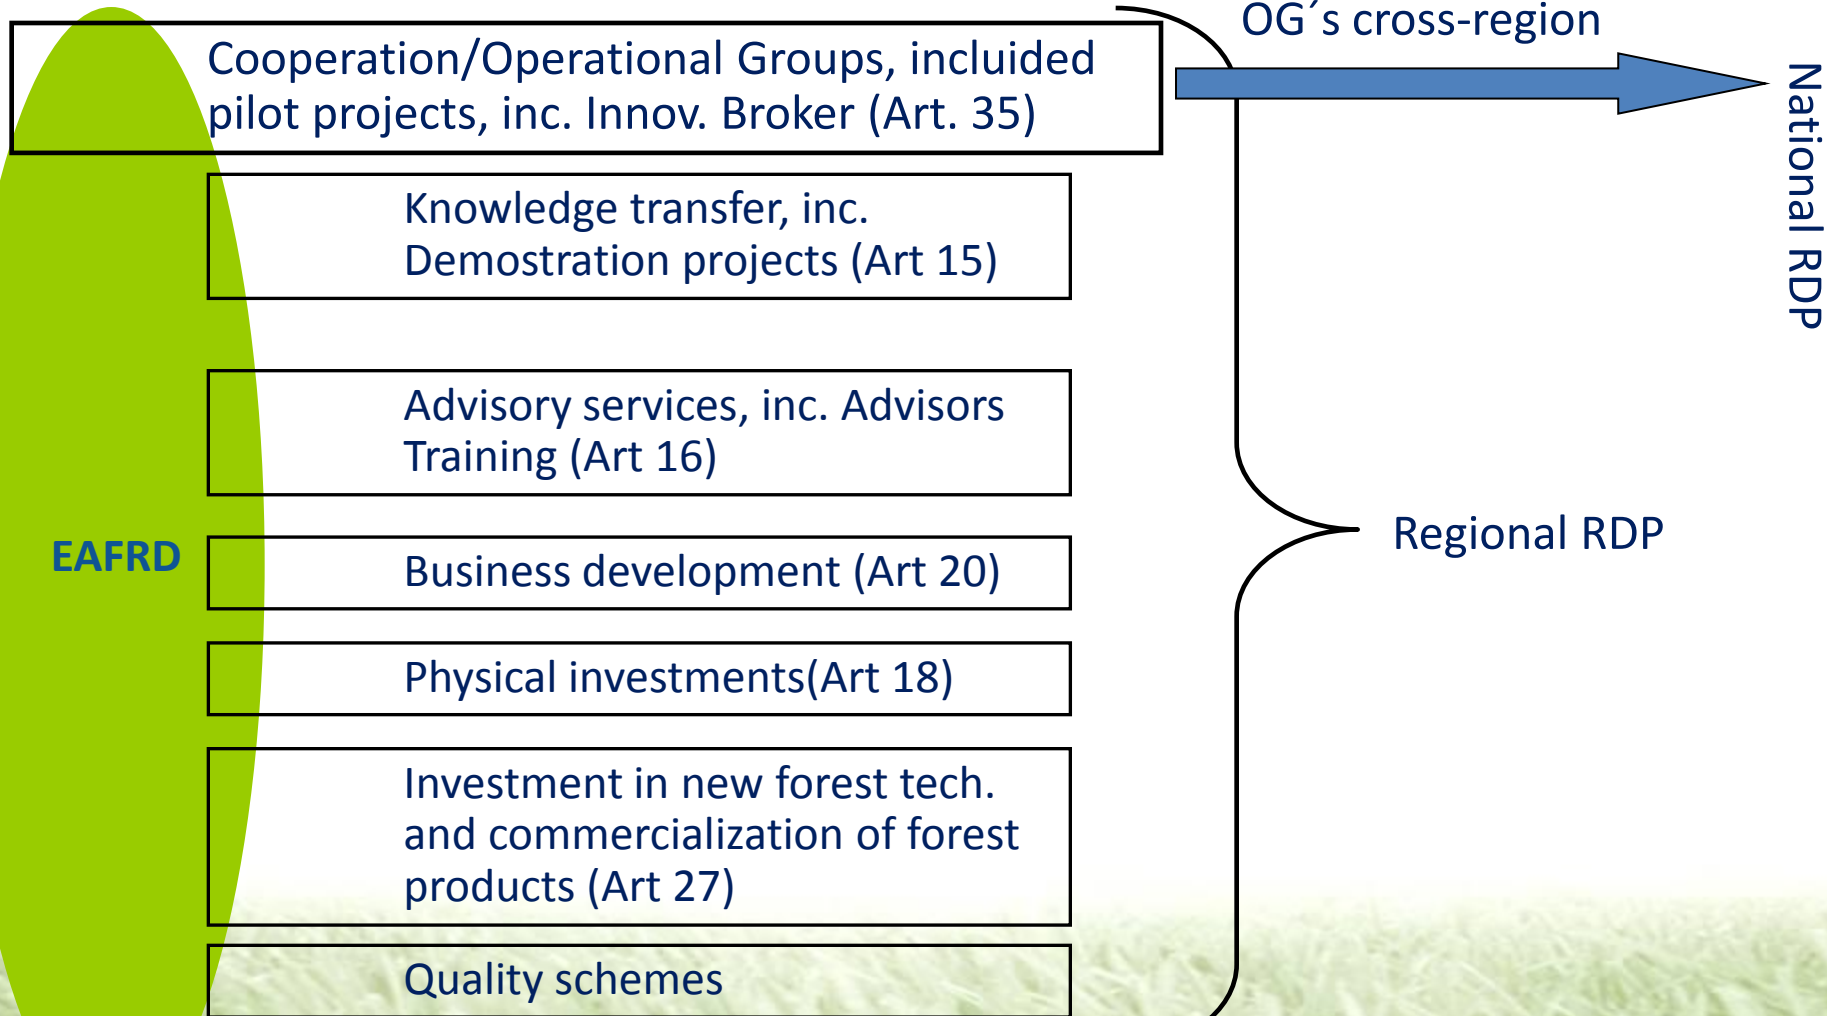 OG´s cross-region
Cooperation/Operational Groups, incluided
pilot projects, inc. Innov. Broker (Art. 35)
National RDP
Knowledge transfer, inc.
Demostration projects (Art 15)
Advisory services, inc. Advisors
Training (Art 16)
EAFRD
Business development (Art 20)
Regional RDP
Physical investments(Art 18)
Investment in new forest tech.
and commercialization of forest
products (Art 27)
Quality schemes